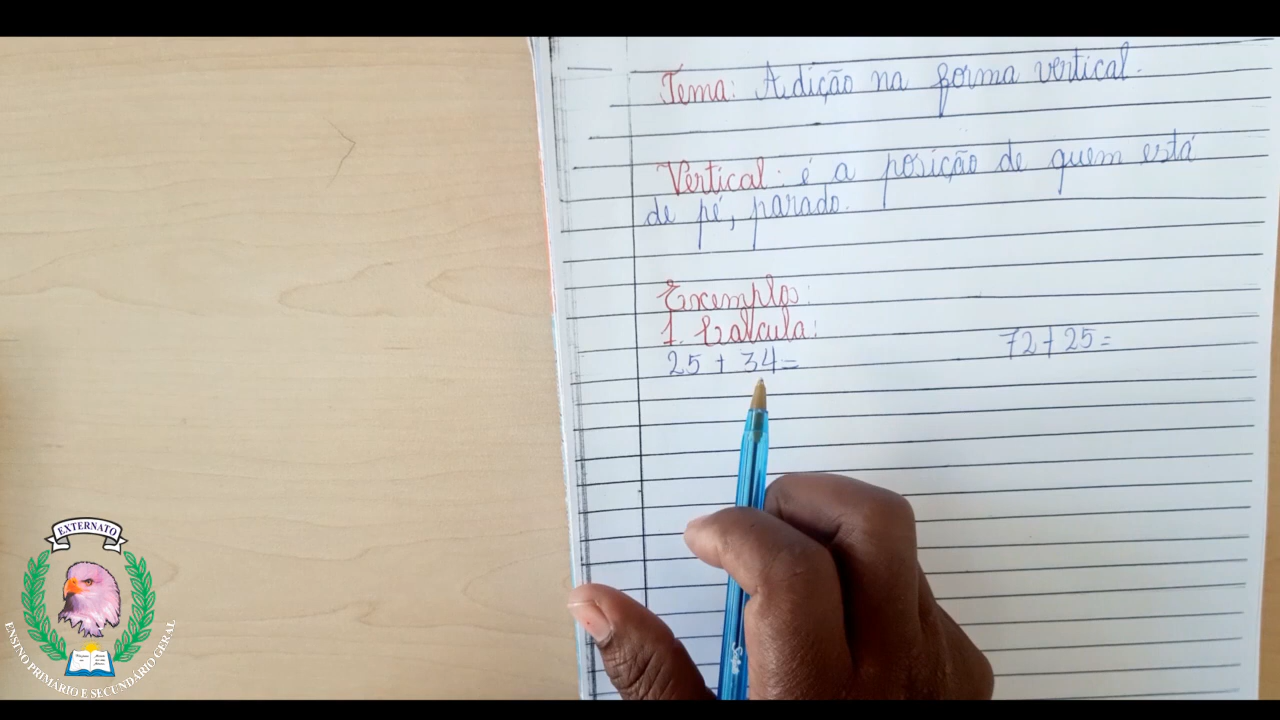 Tema: Adição na forma vertical.
Vertical: é a posição de quem está
de pé, parado.
Exemplo:
1. Calcula:
25 + 34=
72+25=
EXTERNATO
ENSINO PRIMÁRIO E SECUNDÁRIO GERAL